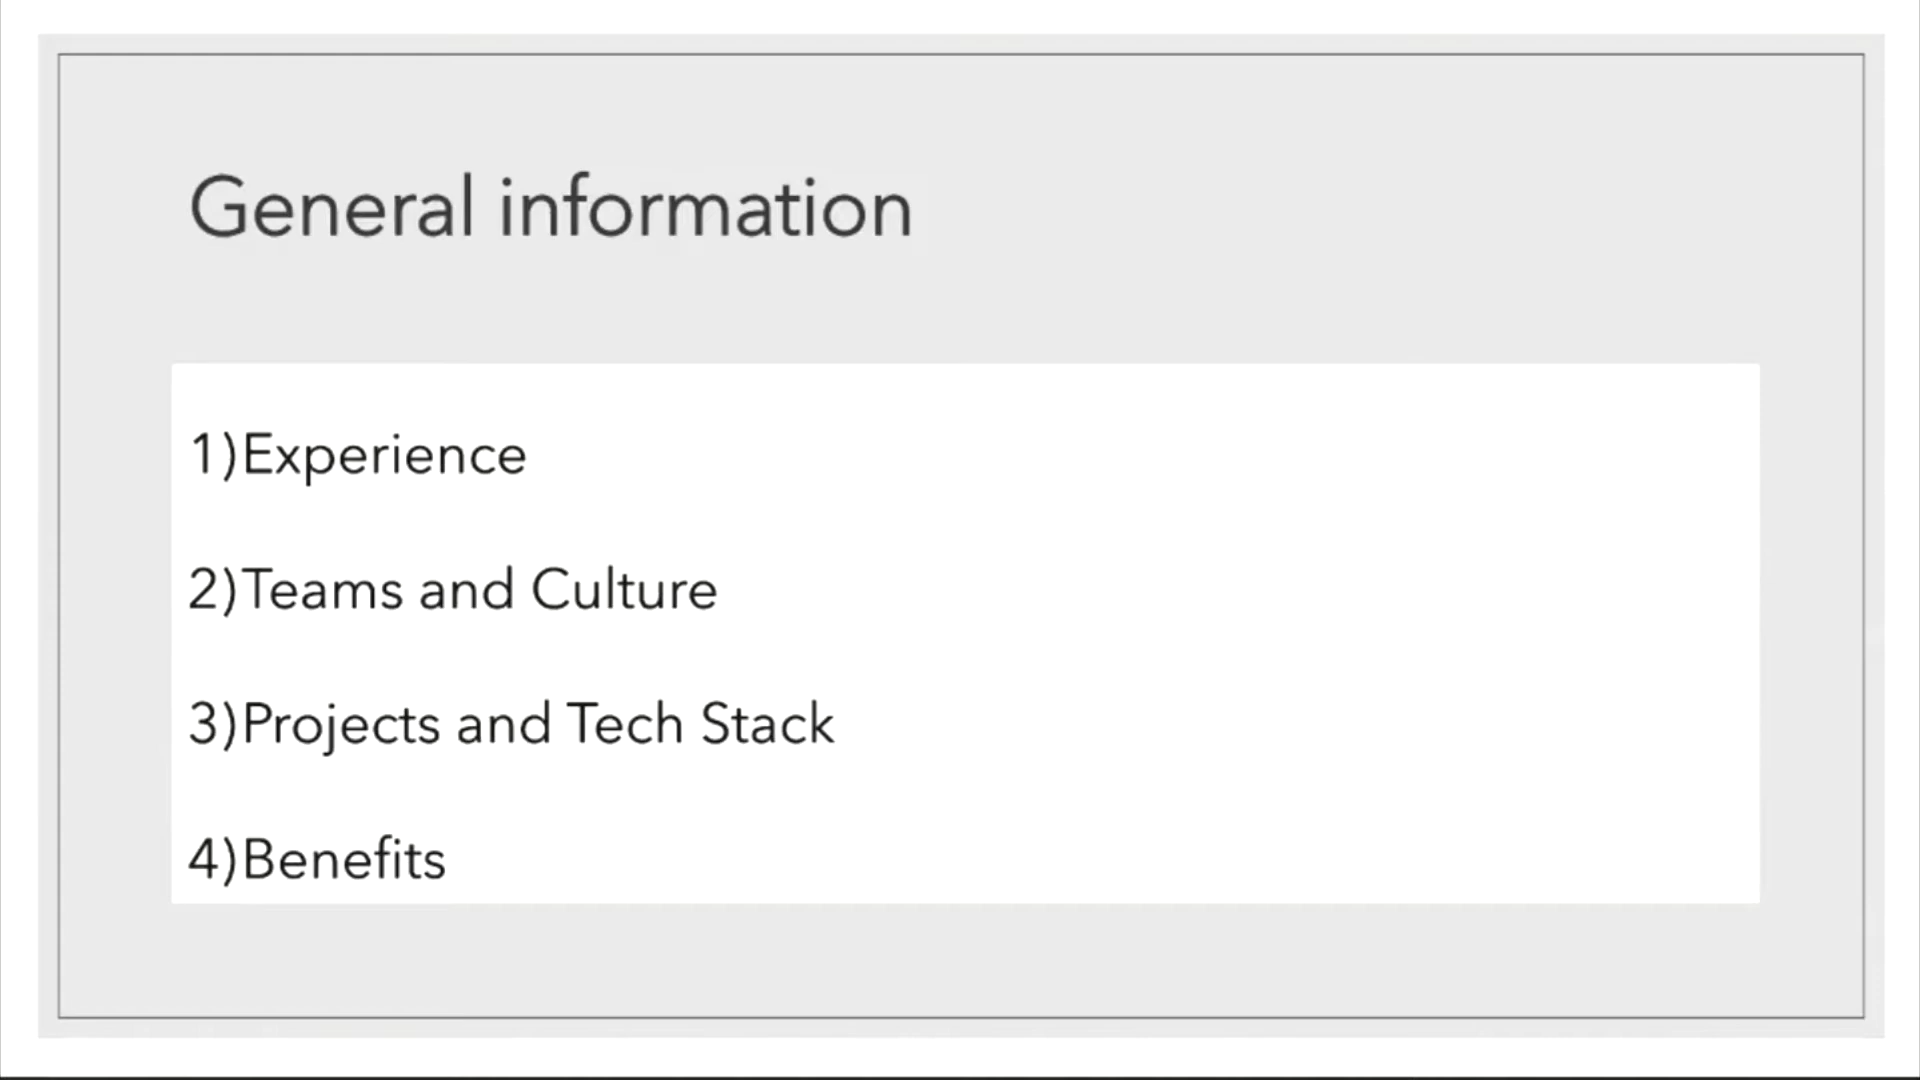 General information
1)Experience
2)Teams and Culture
3)Projects and Tech Stack
4)Benefits